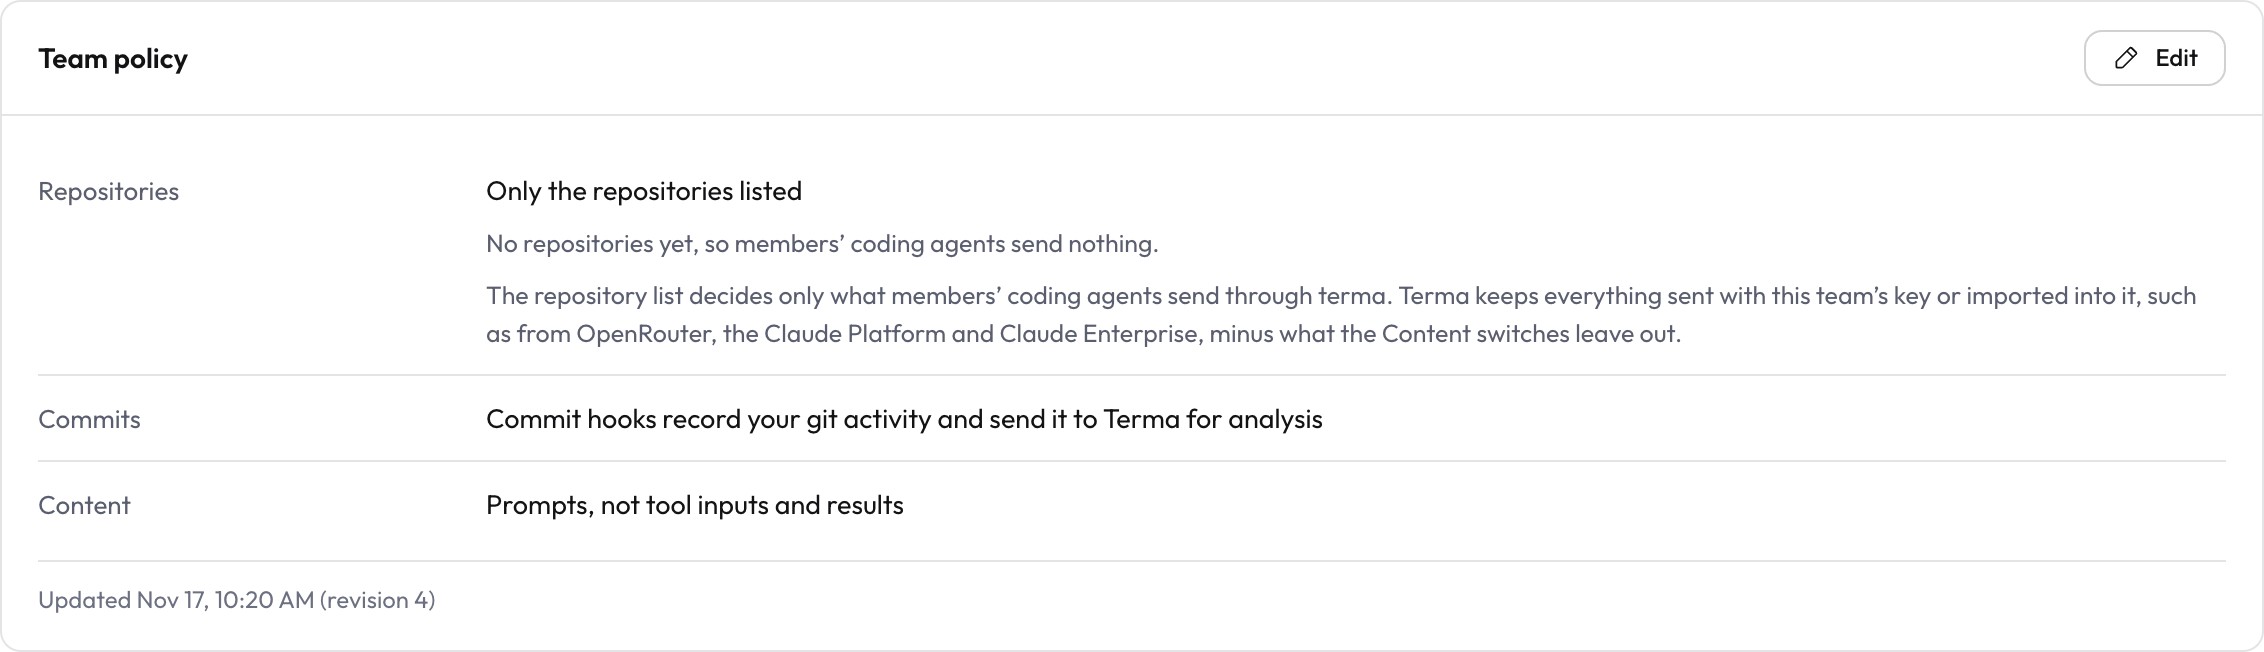 Team policy
Edit
Repositories
Only the repositories listed
No repositories yet, so members’ coding agents send nothing.
The repository list decides only what members’ coding agents send through terma. Terma keeps everything sent with this team’s key or imported into it, such
as from OpenRouter, the Claude Platform and Claude Enterprise, minus what the Content switches leave out.
Commits
Commit hooks record your git activity and send it to Terma for analysis
Content
Prompts, not tool inputs and results
Updated Nov 17, 10:20 AM (revision 4)